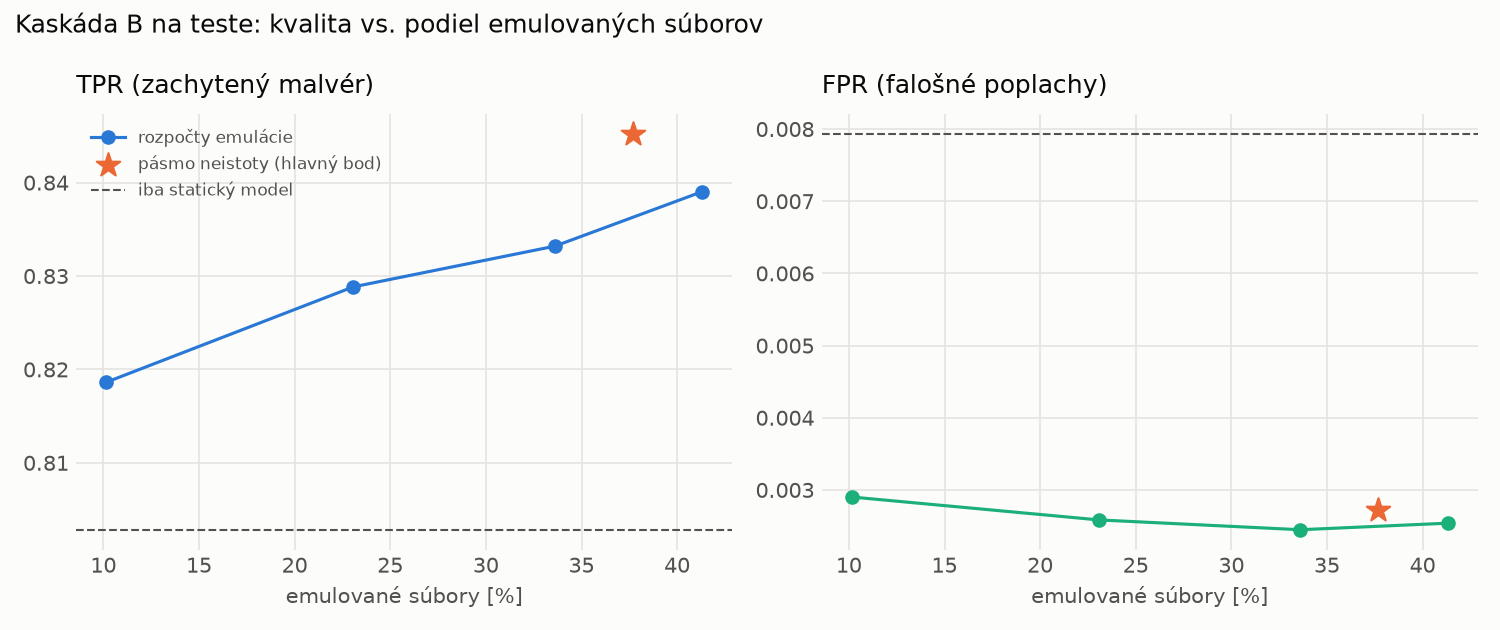 Kaskáda B na teste: kvalita vs. podiel emulovaných súborov
TPR (zachytený malvér)
rozpočty emulácie
pásmo neistoty (hlavný bod)
iba statický model
0.84
0.83
0.82
0.81
10 15 20 25 30 35 40
emulované súbory [%]
FPR (falošné poplachy)
0.008
0.007
0.006
0.005
0.004
0.003
10 15 20 25 30 35 40
emulované súbory [%]